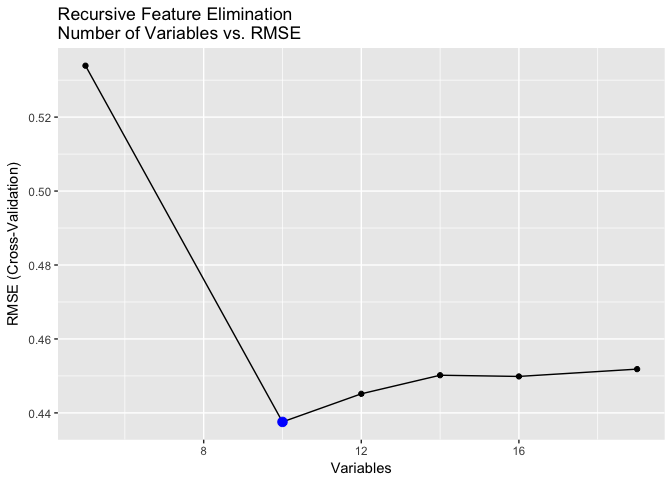 Recursive Feature Elimination
Number of Variables vs. RMSE
RMSE (Cross-Validation)
0.52
0.50
0.48
0.46
0.44
8
12
16
Variables